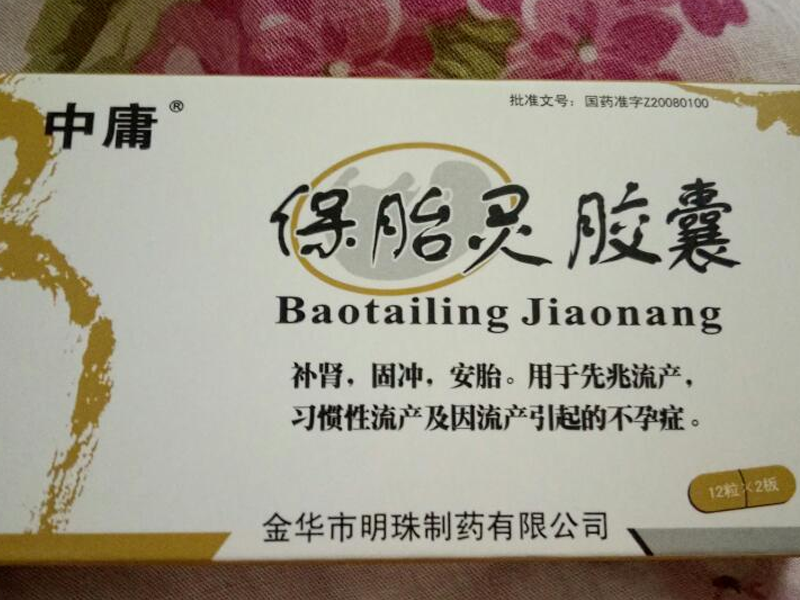 批准文号：国药准字Z20080100
中庸®
保胎灵胶囊
Baotailing Jiaonang
补肾，固冲，安胎。用于先兆流产，
习惯性流产及因流产引起的不孕症。
12粒×2板
金华市明珠制药有限公司